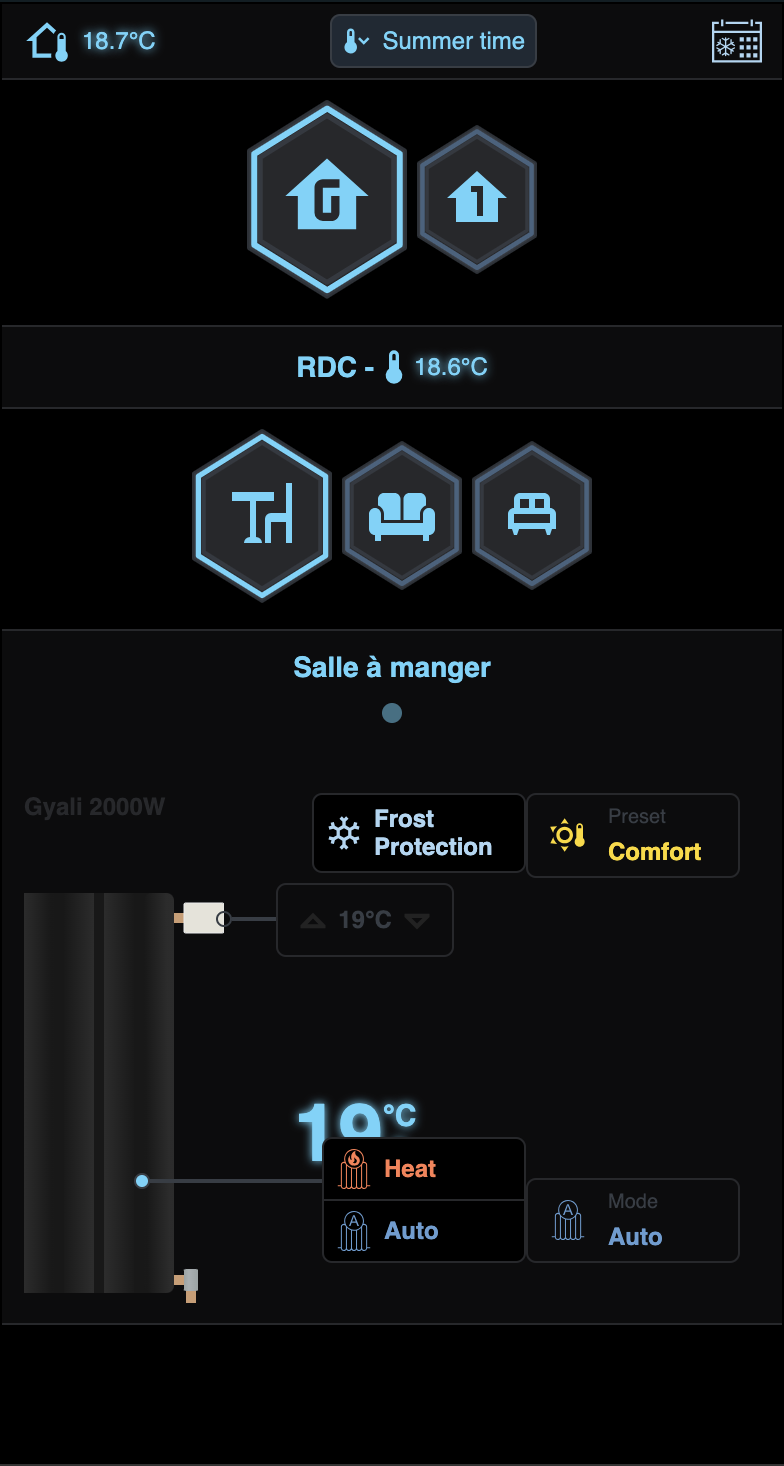 18.7°C
Summer time
G
1
RDC - 18.6°C
Salle à manger
Gyali 2000W
Frost
Protection
Preset
Comfort
19°C
19°C
Heat
Auto
Mode
Auto